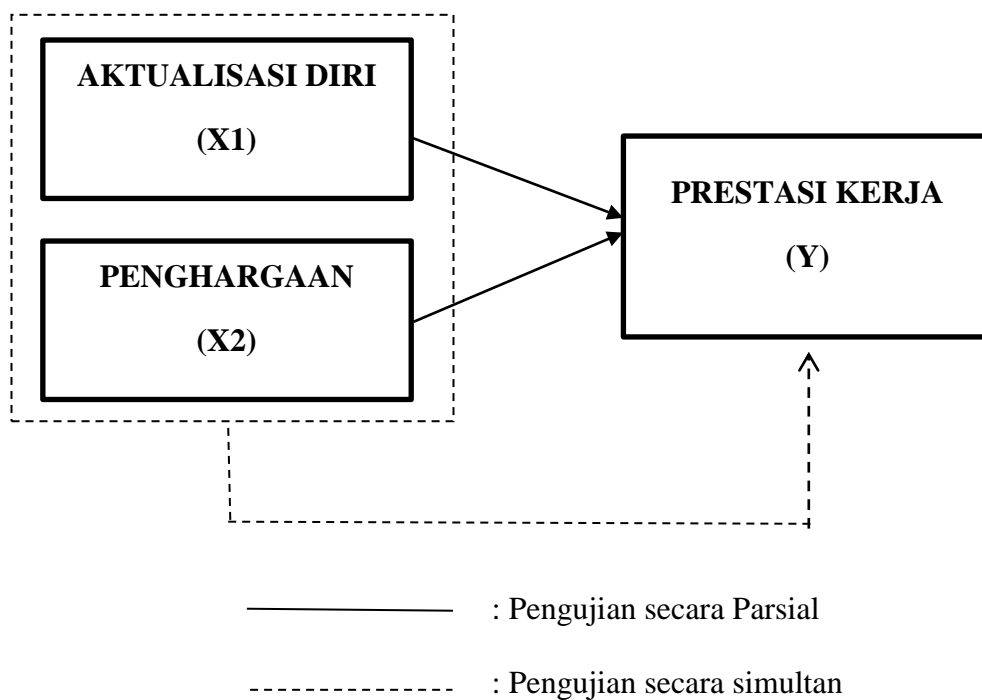 AKTUALISASI DIRI
(X1)
PENGHARGAAN
(X2)
PRESTASI KERJA
(Y)
: Pengujian secara Parsial
: Pengujian secara simultan